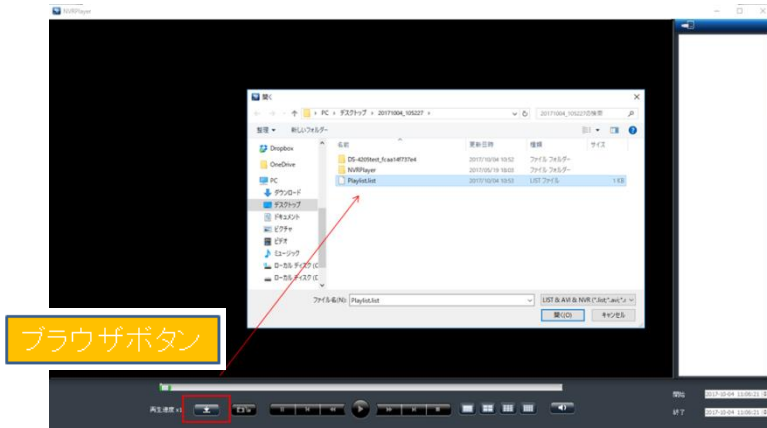 NVRPlayer
開く
PC > デスクトップ > 20171004_105227 >
20171004_105227の検索
整理 新しいフォルダー
名前 更新日時 種類 サイズ
Dropbox
OneDrive
PC
ダウンロード
デスクトップ
ドキュメント
ピクチャ
ビデオ
ミュージック
ローカル ディスク (C
ローカル ディスク (E
2017/10/04 10:52 ファイル フォルダー
NVRPlayer 2017/05/19 18:03 ファイル フォルダー
Playlist.list 2017/10/04 10:52 LIST ファイル 1 KB
ファイル名(N): Playlist.list
LIST & AVI & NVR (*.list;*.avi;*.r
開く(O) キャンセル
ブラウザボタン
再生速度 x1
開始 2017-10-04 11:06:21
終了 2017-10-04 11:06:21